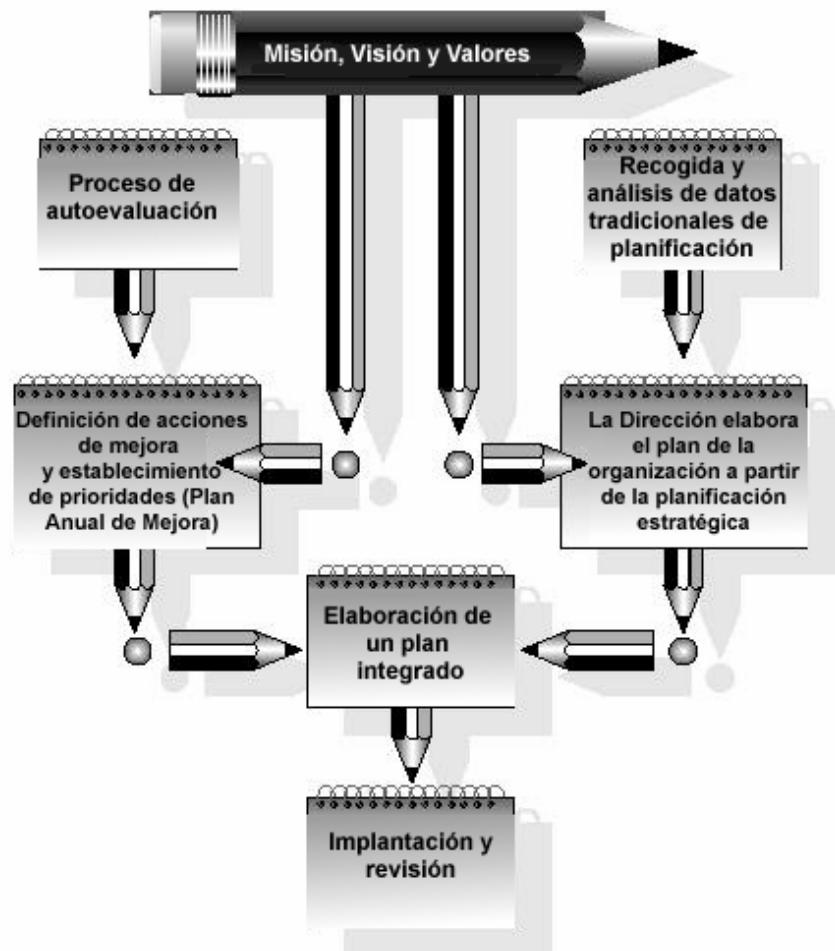 Misión, Visión y Valores
Proceso de
autoevaluación
Recogida y
análisis de datos
tradicionales de
planificación
Definición de acciones
de mejora
y establecimiento
de prioridades (Plan
Anual de Mejora)
La Dirección elabora
el plan de la
organización a partir
de la planificación
estratégica
Elaboración de
un plan
integrado
Implantación y
revisión